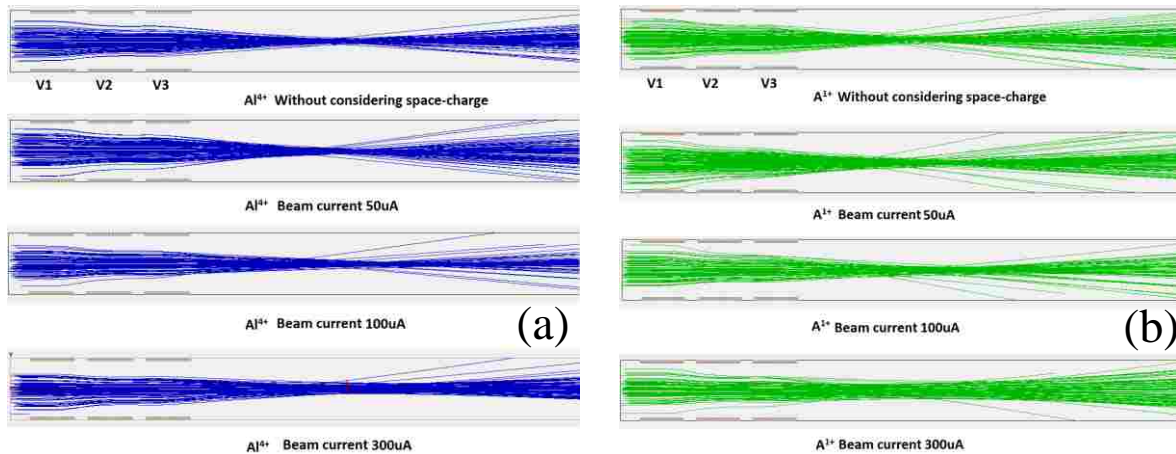 V1 V2 V3
Al⁴⁺ Without considering space-charge
Al⁴⁺ Beam current 50uA
Al⁴⁺ Beam current 100uA
(a)
Al⁴⁺ Beam current 300uA
V1 V2 V3
A¹⁺ Without considering space-charge
A¹⁺ Beam current 50uA
A¹⁺ Beam current 100uA
(b)
A¹⁺ Beam current 300uA